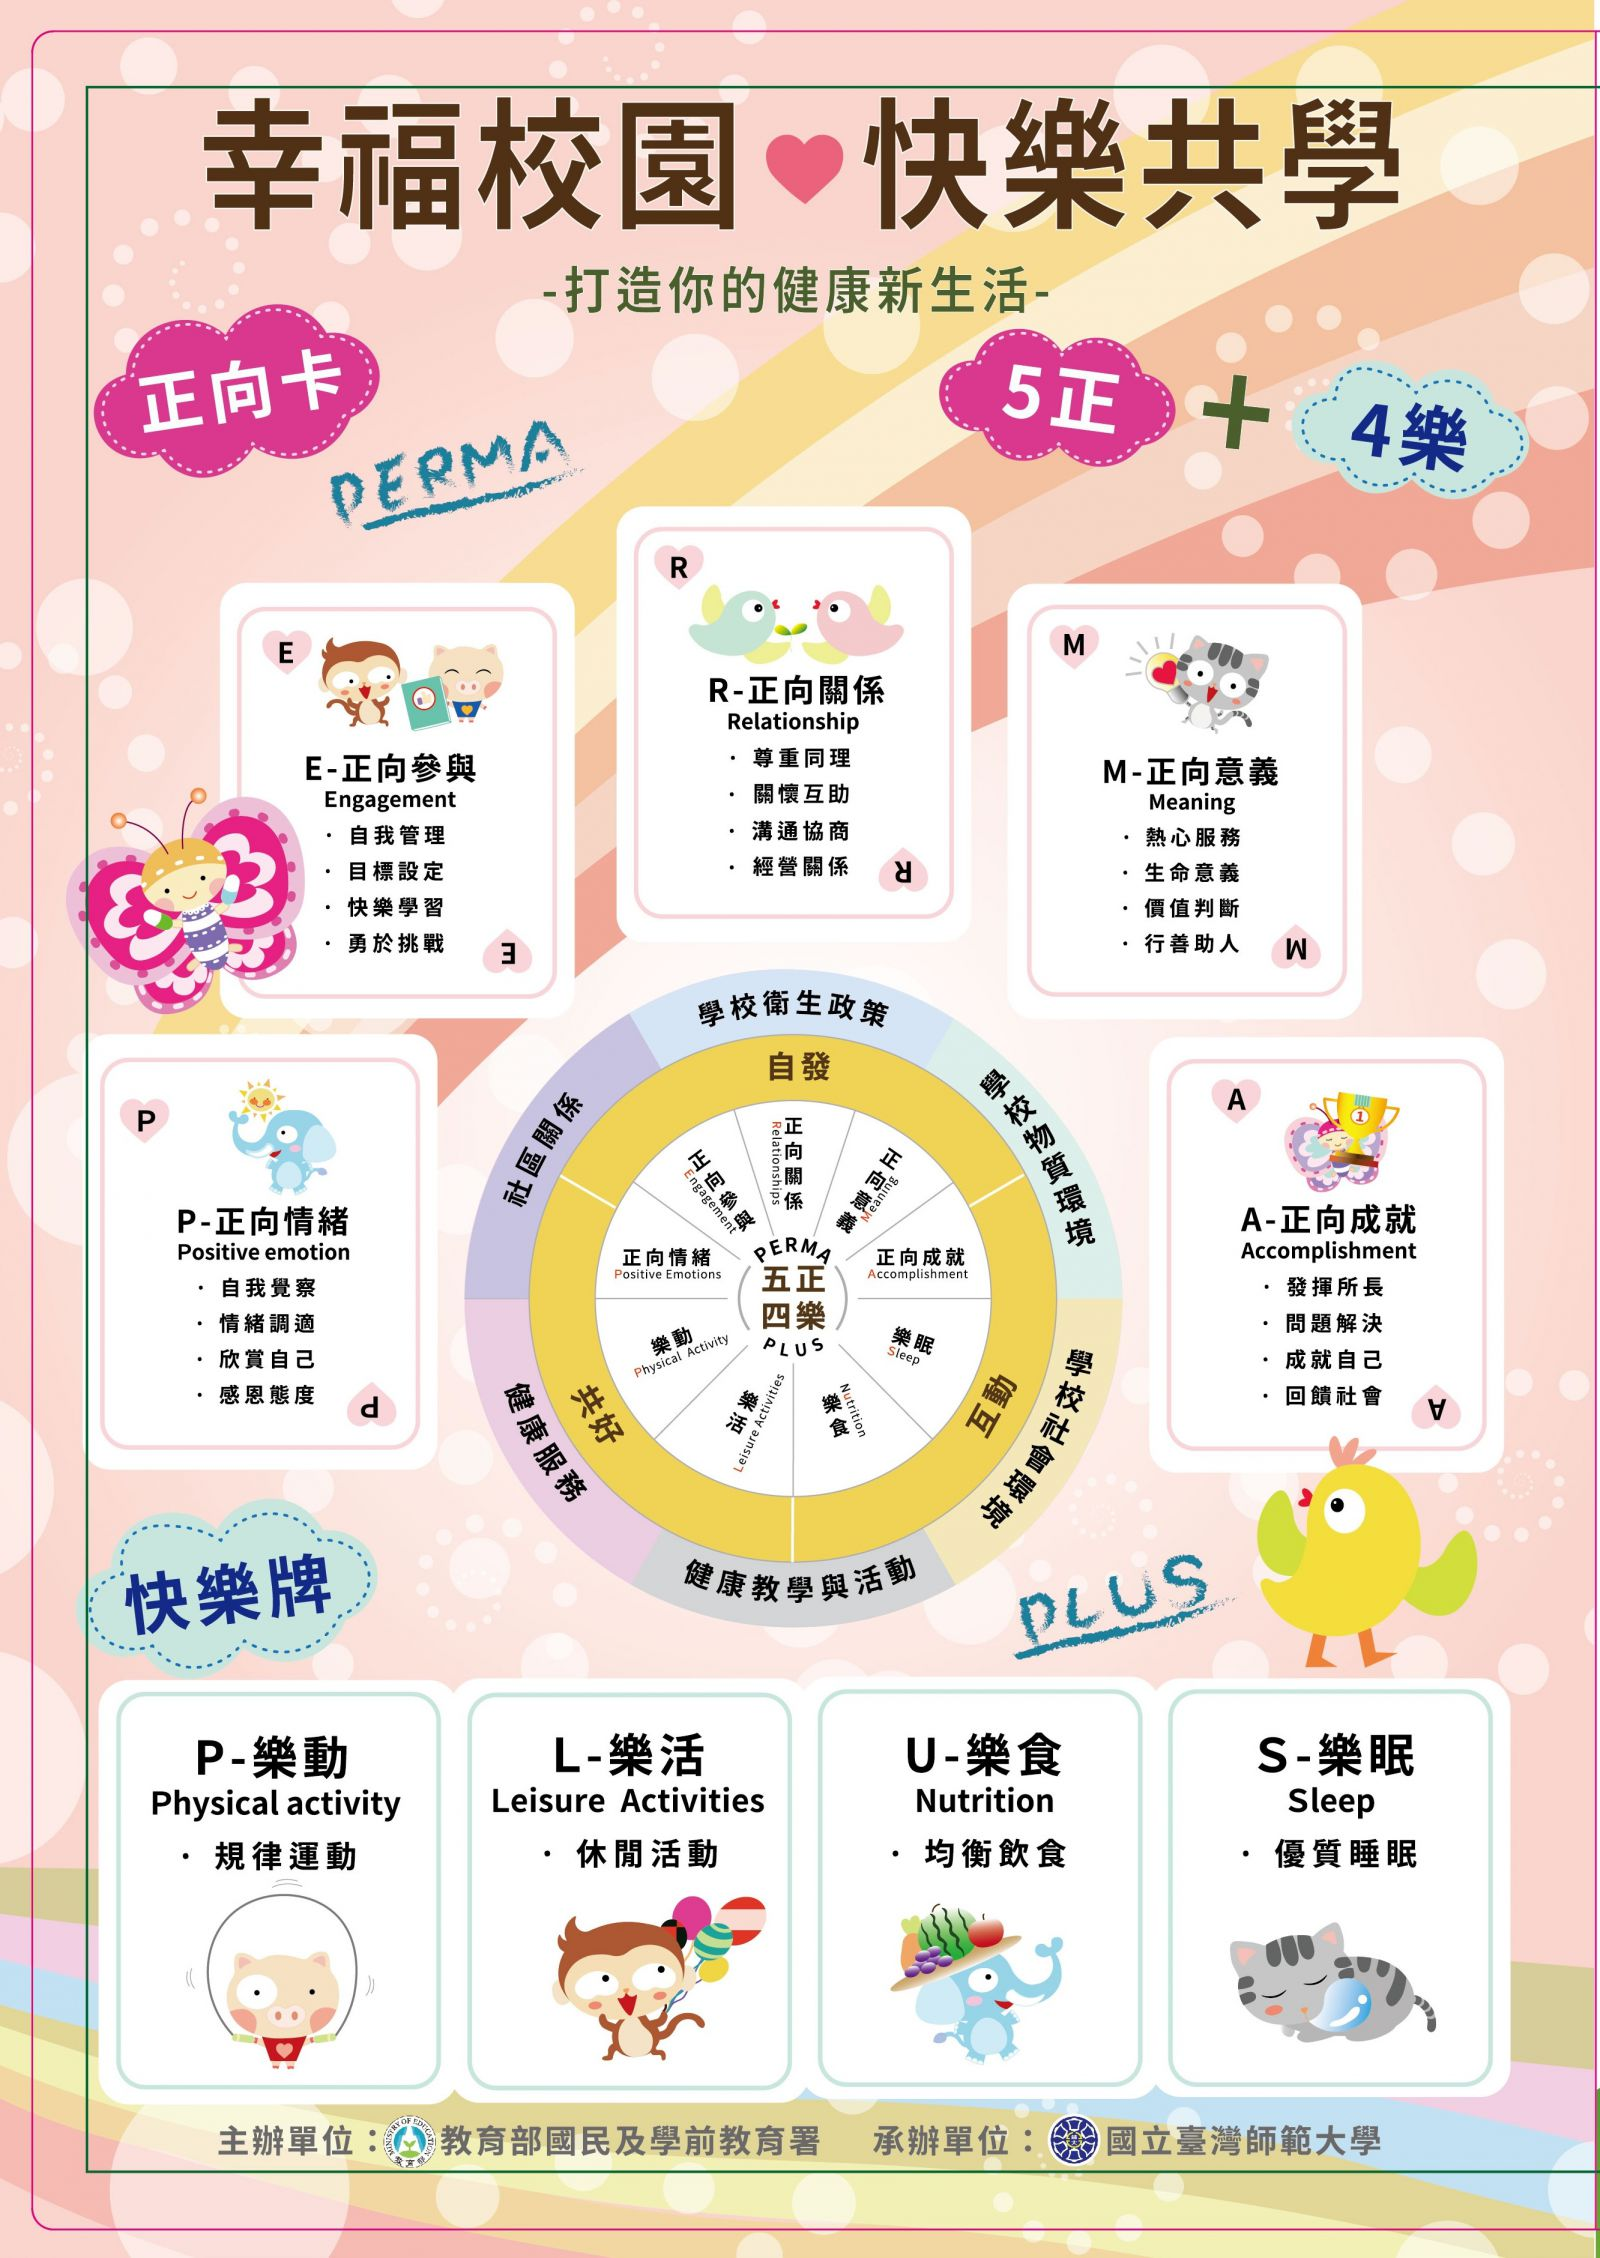 幸福校園 快樂共學
-打造你的健康新生活-
正向卡
PERMA
5正
+
4樂
E
E-正向參與
Engagement
· 自我管理
· 目標設定
· 快樂學習
· 勇於挑戰
E
R
R-正向關係
Relationship
· 尊重同理
· 關懷互助
· 溝通協商
· 經營關係
R
M
M-正向意義
Meaning
· 熱心服務
· 生命意義
· 價值判斷
· 行善助人
M
P
P-正向情緒
Positive emotion
· 自我覺察
· 情緒調適
· 欣賞自己
· 感恩態度
P
學校衛生政策
學校物質環境
學校社會環境
健康教學與活動
健康服務
社區關係
自發
互動
共好
正向情緒
Positive Emotions
正向參與
Engagement
正向關係
Relationships
正向意義
Meaning
正向成就
Accomplishment
樂動
Physical Activity
樂活
Leisure Activities
樂食
Nutrition
樂眠
Sleep
PERMA
五正
四樂
PLUS
A
1
A-正向成就
Accomplishment
· 發揮所長
· 問題解決
· 成就自己
· 回饋社會
A
快樂牌
PLUS
P-樂動
Physical activity
· 規律運動
L-樂活
Leisure Activities
· 休閒活動
U-樂食
Nutrition
· 均衡飲食
S-樂眠
Sleep
· 優質睡眠
主辦單位：教育部國民及學前教育署 承辦單位：國立臺灣師範大學
MINISTRY OF EDUCATION
教育部